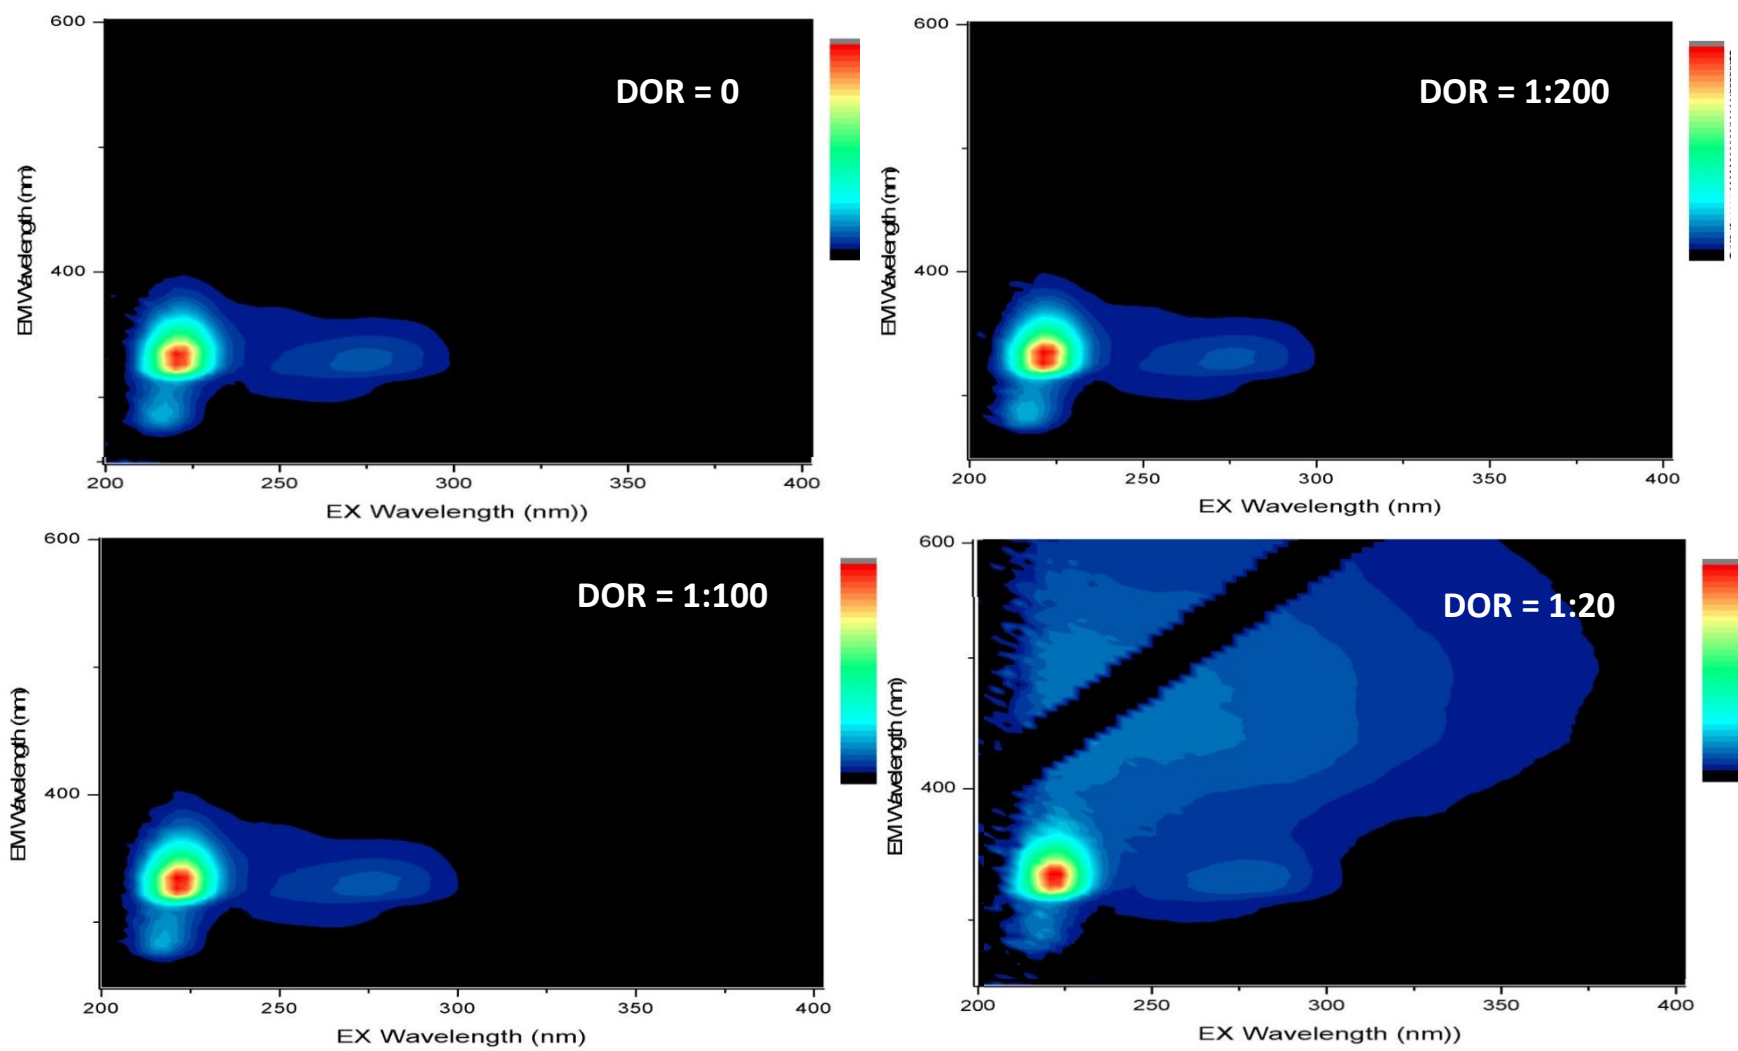 600
DOR = 0
400
EM Wavelength (nm)
200 250 300 350 400
EX Wavelength (nm))
600
DOR = 1:200
400
EM Wavelength (nm)
200 250 300 350 400
EX Wavelength (nm)
600
DOR = 1:100
400
EM Wavelength (nm)
200 250 300 350 400
EX Wavelength (nm)
600
DOR = 1:20
400
EM Wavelength (nm)
200 250 300 350 400
EX Wavelength (nm))